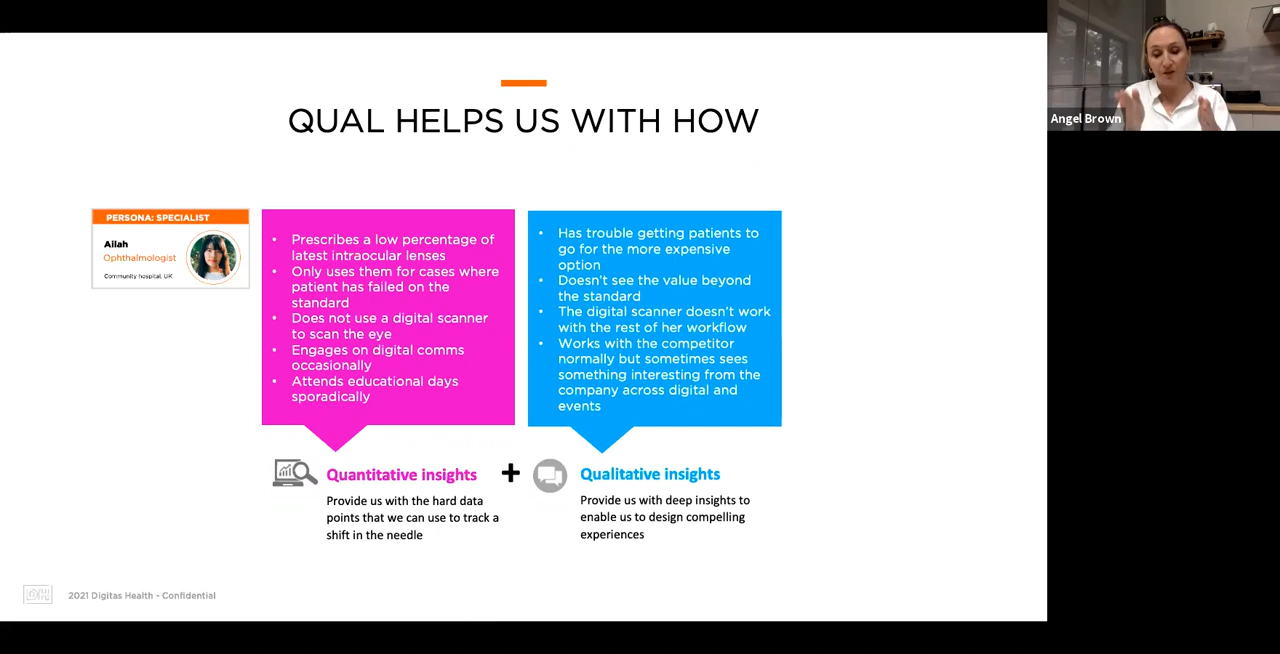 QUAL HELPS US WITH HOW
Angel Brown
PERSONA: SPECIALIST
Ailah
Ophthalmologist
Community hospital, UK
• Prescribes a low percentage of
latest intraocular lenses
• Only uses them for cases where
patient has failed on the
standard
• Does not use a digital scanner
to scan the eye
• Engages on digital comms
occasionally
• Attends educational days
sporadically
• Has trouble getting patients to
go for the more expensive
option
• Doesn't see the value beyond
the standard
• The digital scanner doesn't work
with the rest of her workflow
• Works with the competitor
normally but sometimes sees
something interesting from the
company across digital and
events
Quantitative insights
Provide us with the hard data
points that we can use to track a
shift in the needle
+
Qualitative insights
Provide us with deep insights to
enable us to design compelling
experiences
DH
2021 Digitas Health - Confidential